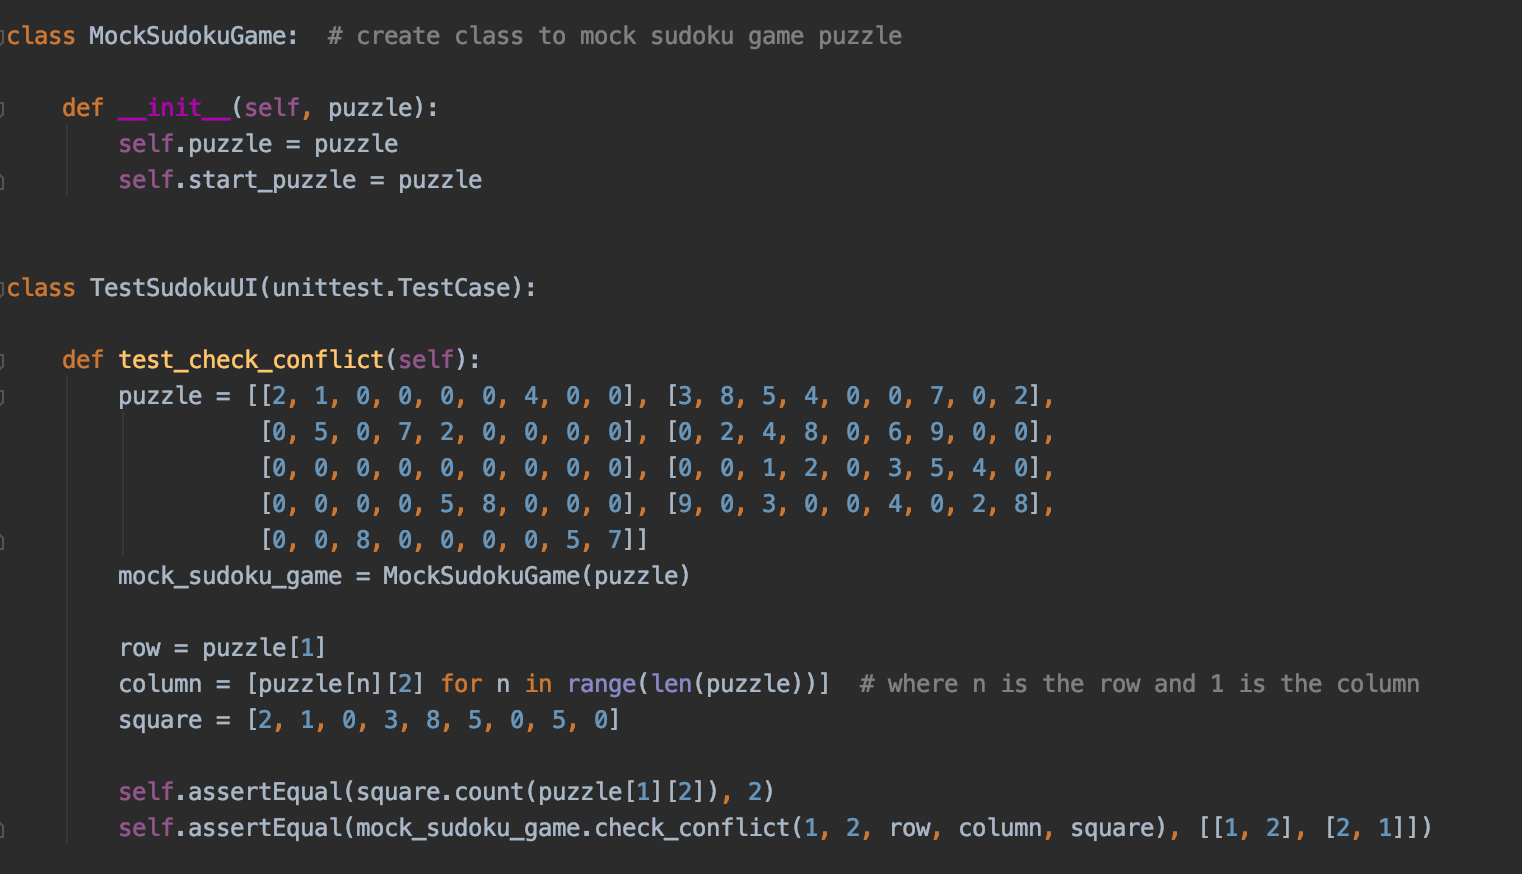 class MockSudokuGame:  # create class to mock sudoku game puzzle
    def __init__(self, puzzle):
        self.puzzle = puzzle
        self.start_puzzle = puzzle
class TestSudokuUI(unittest.TestCase):
    def test_check_conflict(self):
        puzzle = [[2, 1, 0, 0, 0, 0, 4, 0, 0], [3, 8, 5, 4, 0, 0, 7, 0, 2],
                  [0, 5, 0, 7, 2, 0, 0, 0, 0], [0, 2, 4, 8, 0, 6, 9, 0, 0],
                  [0, 0, 0, 0, 0, 0, 0, 0, 0], [0, 0, 1, 2, 0, 3, 5, 4, 0],
                  [0, 0, 0, 0, 5, 8, 0, 0, 0], [9, 0, 3, 0, 0, 4, 0, 2, 8],
                  [0, 0, 8, 0, 0, 0, 0, 5, 7]]
        mock_sudoku_game = MockSudokuGame(puzzle)
        row = puzzle[1]
        column = [puzzle[n][2] for n in range(len(puzzle))]  # where n is the row and 1 is the column
        square = [2, 1, 0, 3, 8, 5, 0, 5, 0]
        self.assertEqual(square.count(puzzle[1][2]), 2)
        self.assertEqual(mock_sudoku_game.check_conflict(1, 2, row, column, square), [[1, 2], [2, 1]])